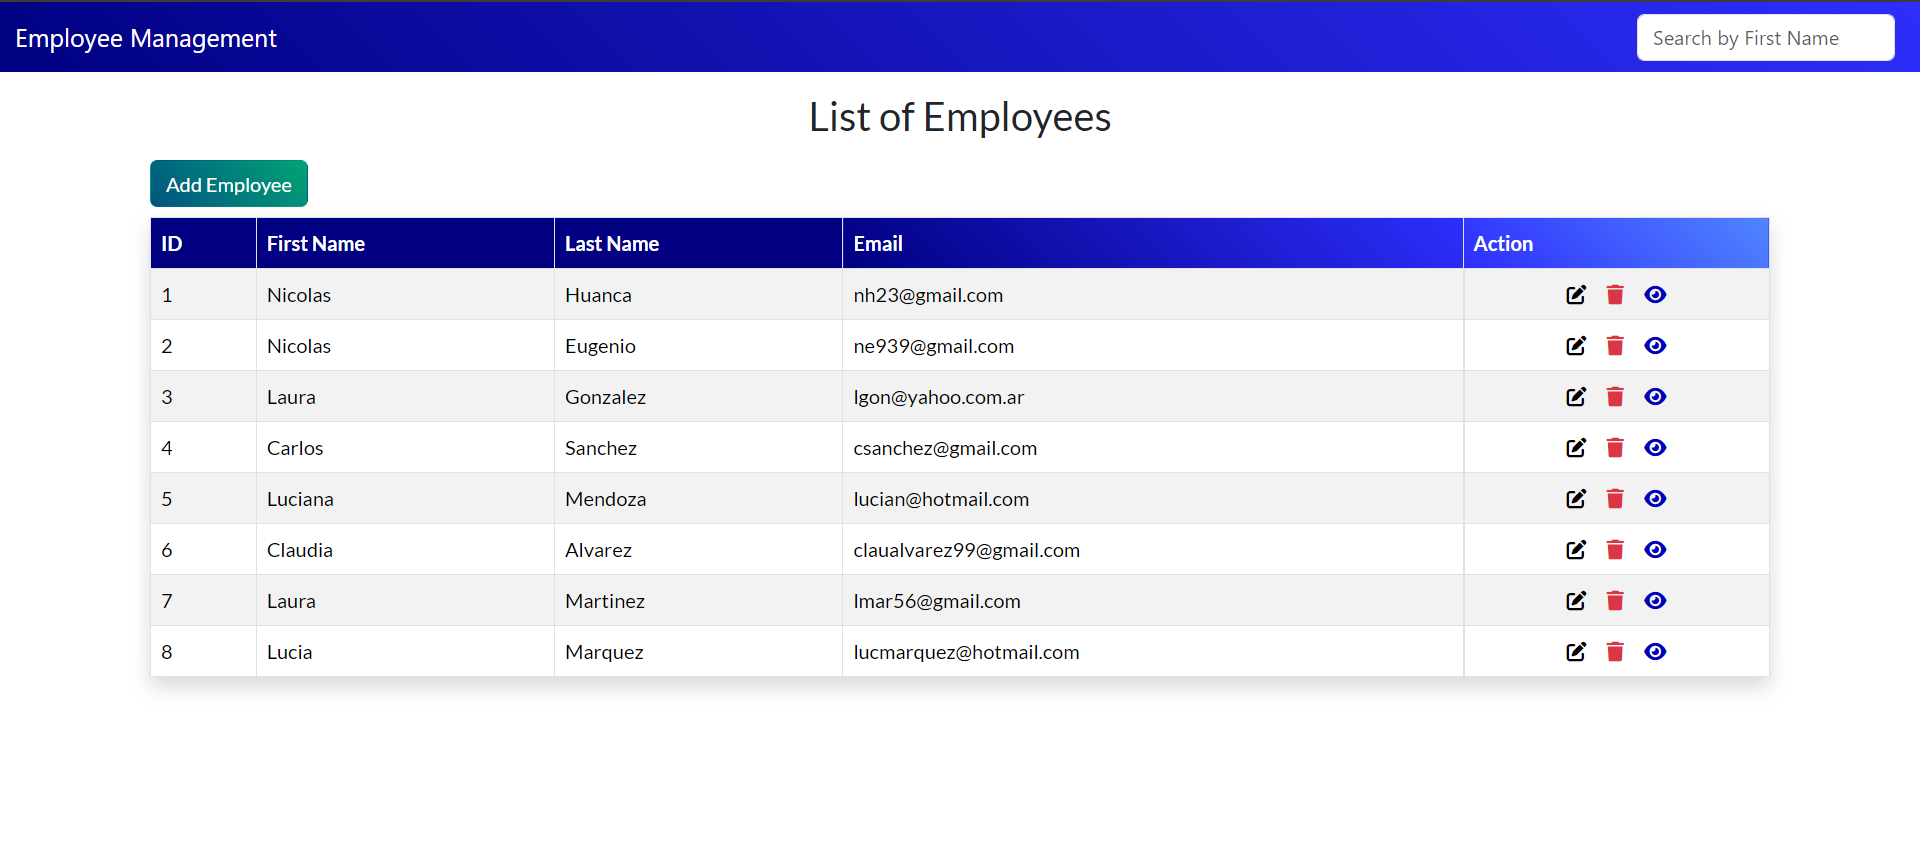 Employee Management
Search by First Name
List of Employees
Add Employee
ID First Name Last Name Email Action
1 Nicolas Huanca nh23@gmail.com
2 Nicolas Eugenio ne939@gmail.com
3 Laura Gonzalez lgon@yahoo.com.ar
4 Carlos Sanchez csanchez@gmail.com
5 Luciana Mendoza lucian@hotmail.com
6 Claudia Alvarez claualvarez99@gmail.com
7 Laura Martinez lmar56@gmail.com
8 Lucia Marquez lucmarquez@hotmail.com